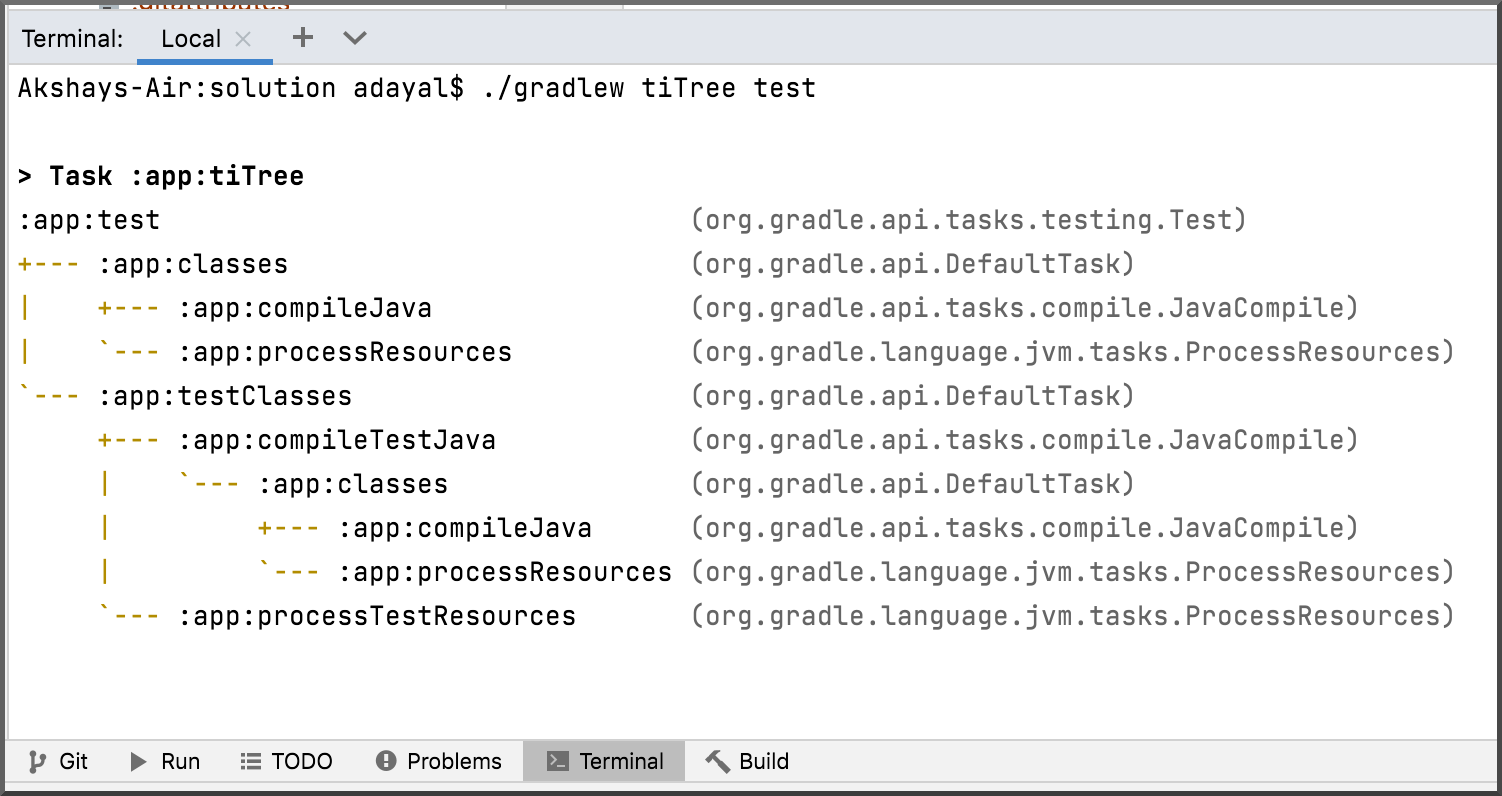 .gitattributes
Terminal: Local
Akshays-Air:solution adayal$ ./gradlew tiTree test
> Task :app:tiTree
:app:test (org.gradle.api.tasks.testing.Test)
+--- :app:classes (org.gradle.api.DefaultTask)
|    +--- :app:compileJava (org.gradle.api.tasks.compile.JavaCompile)
|    `--- :app:processResources (org.gradle.language.jvm.tasks.ProcessResources)
`--- :app:testClasses (org.gradle.api.DefaultTask)
     +--- :app:compileTestJava (org.gradle.api.tasks.compile.JavaCompile)
     |    `--- :app:classes (org.gradle.api.DefaultTask)
     |         +--- :app:compileJava (org.gradle.api.tasks.compile.JavaCompile)
     |         `--- :app:processResources (org.gradle.language.jvm.tasks.ProcessResources)
     `--- :app:processTestResources (org.gradle.language.jvm.tasks.ProcessResources)
Git Run TODO Problems Terminal Build